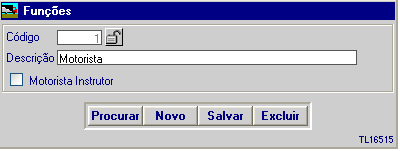 Funções
Código 1
Descrição Motorista
Motorista Instrutor
Procurar Novo Salvar Excluir
TL16515